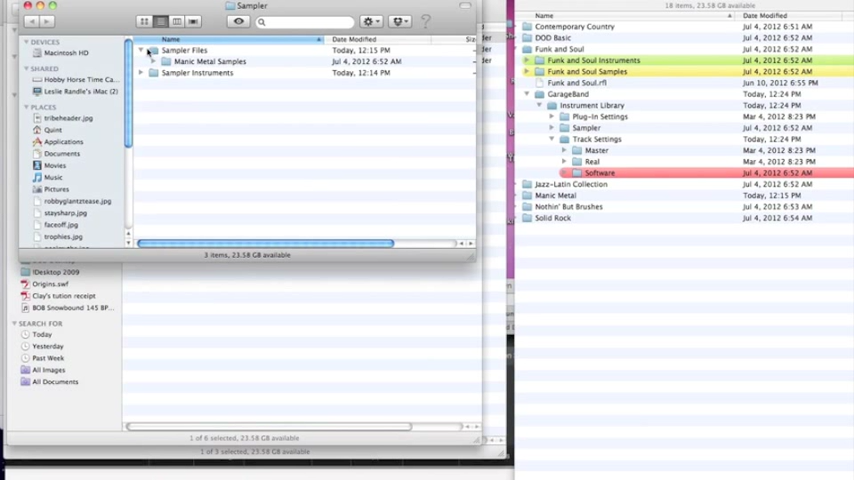 Sampler
Name Date Modified Siz
DEVICES
Macintosh HD
SHARED
Hobby Horse Time Ca...
Leslie Randle's iMac (2)
PLACES
tribeheader.jpg
Quint
Applications
Documents
Movies
Music
Pictures
robbyglantztease.jpg
staysharp.jpg
faceoff.jpg
trophies.jpg
Sampler Files Today, 12:15 PM
Manic Metal Samples Jul 4, 2012 6:52 AM
Sampler Instruments Today, 12:14 PM
3 items, 23.58 GB available
!Desktop 2009
Origins.swf
Clay's tution receipt
BOB Snowbound 145 BP...
SEARCH FOR
Today
Yesterday
Past Week
All Images
All Documents
1 of 6 selected, 23.58 GB available
1 of 3 selected, 23.58 GB available
18 items, 23.58 GB available
Name Date Modified
Contemporary Country Jul 4, 2012 6:51 AM
DOD Basic Jul 4, 2012 6:53 AM
Funk and Soul Today, 12:24 PM
Funk and Soul Instruments Jul 4, 2012 6:52 AM
Funk and Soul Samples Jul 4, 2012 6:52 AM
Funk and Soul.rfl Jun 10, 2012 6:55 PM
GarageBand Today, 12:24 PM
Instrument Library Today, 12:24 PM
Plug-In Settings Mar 4, 2012 8:23 PM
Sampler Jul 4, 2012 6:52 AM
Track Settings Today, 12:24 PM
Master Mar 4, 2012 8:23 PM
Real Mar 4, 2012 8:23 PM
Software Jul 4, 2012 6:52 AM
Jazz-Latin Collection Jul 4, 2012 6:52 AM
Manic Metal Today, 12:15 PM
Nothin' But Brushes Jul 4, 2012 6:53 AM
Solid Rock Jul 4, 2012 6:54 AM